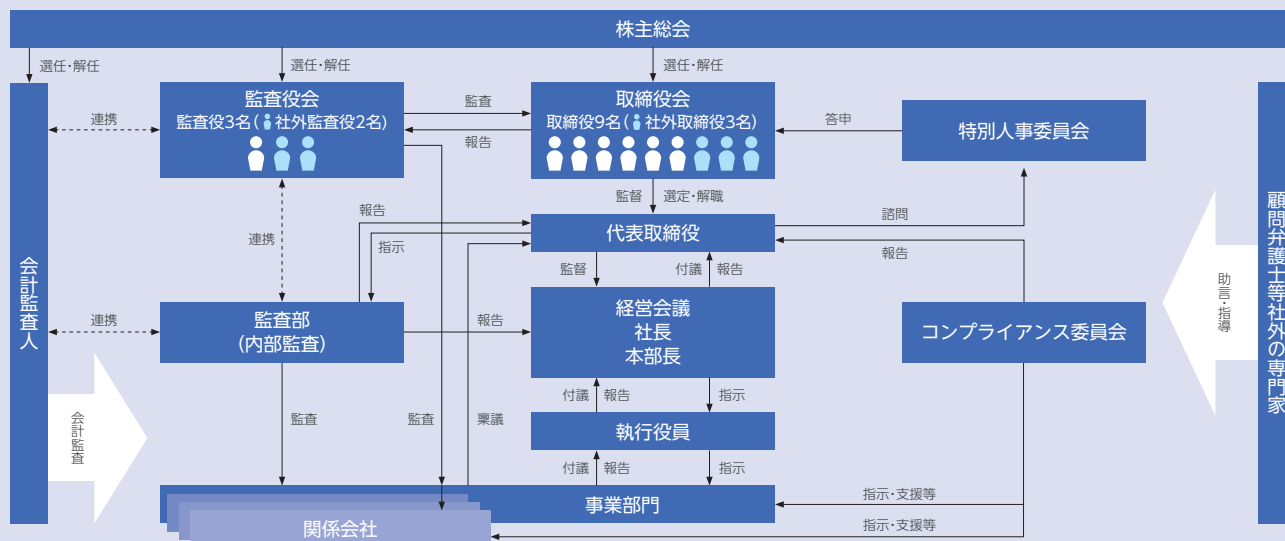 株主総会
選任・解任
選任・解任
選任・解任
監査役会
監査役3名(社外監査役2名)
取締役会
取締役9名(社外取締役3名)
特別人事委員会
連携
監査
報告
答申
監督
選定・解職
連携
報告
指示
代表取締役
諮問
報告
監督
付議
報告
会計監査人
連携
監査部
(内部監査)
報告
経営会議
社長
本部長
コンプライアンス委員会
助言・指導
顧問弁護士等社外の専門家
会計監査
監査
監査
稟議
付議
報告
指示
執行役員
付議
報告
指示
事業部門
関係会社
指示・支援等
指示・支援等